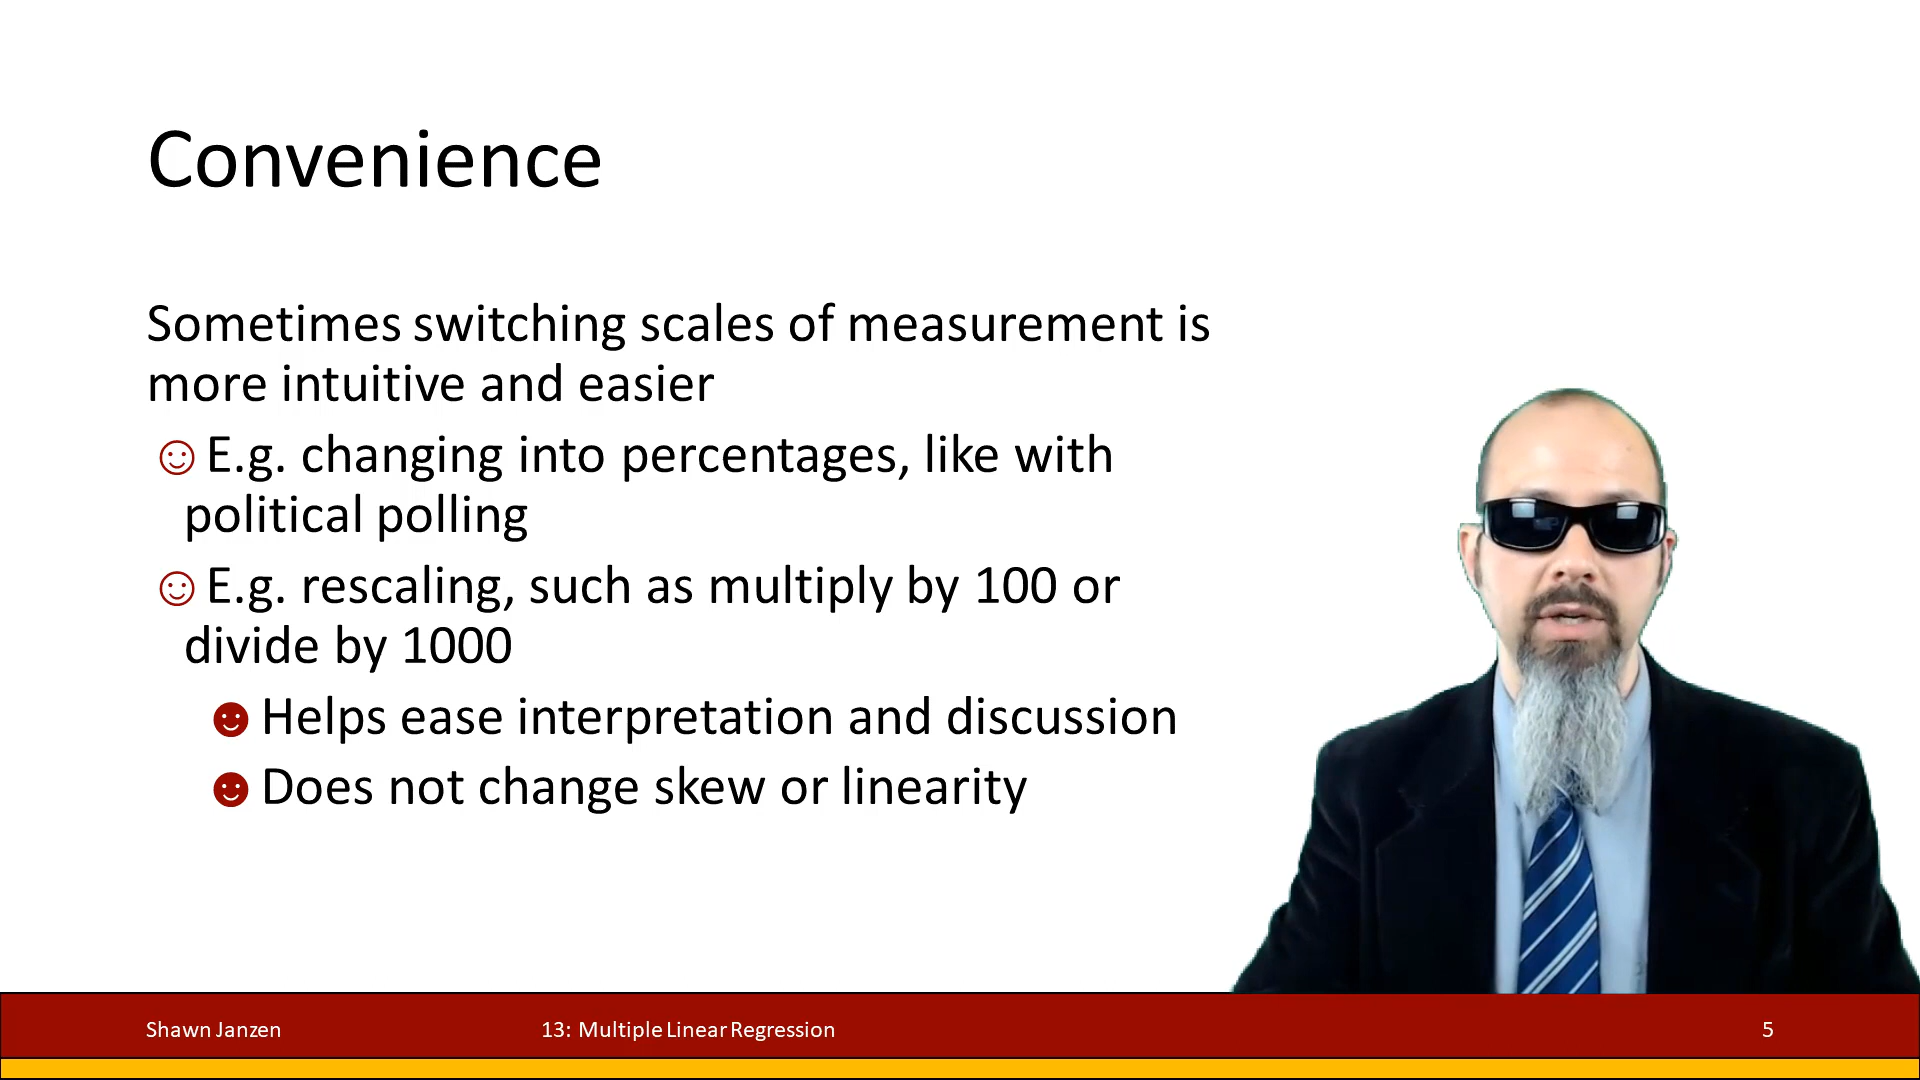 Convenience
Sometimes switching scales of measurement is
more intuitive and easier
E.g. changing into percentages, like with
political polling
E.g. rescaling, such as multiply by 100 or
divide by 1000
Helps ease interpretation and discussion
Does not change skew or linearity
Shawn Janzen
13: Multiple Linear Regression
5